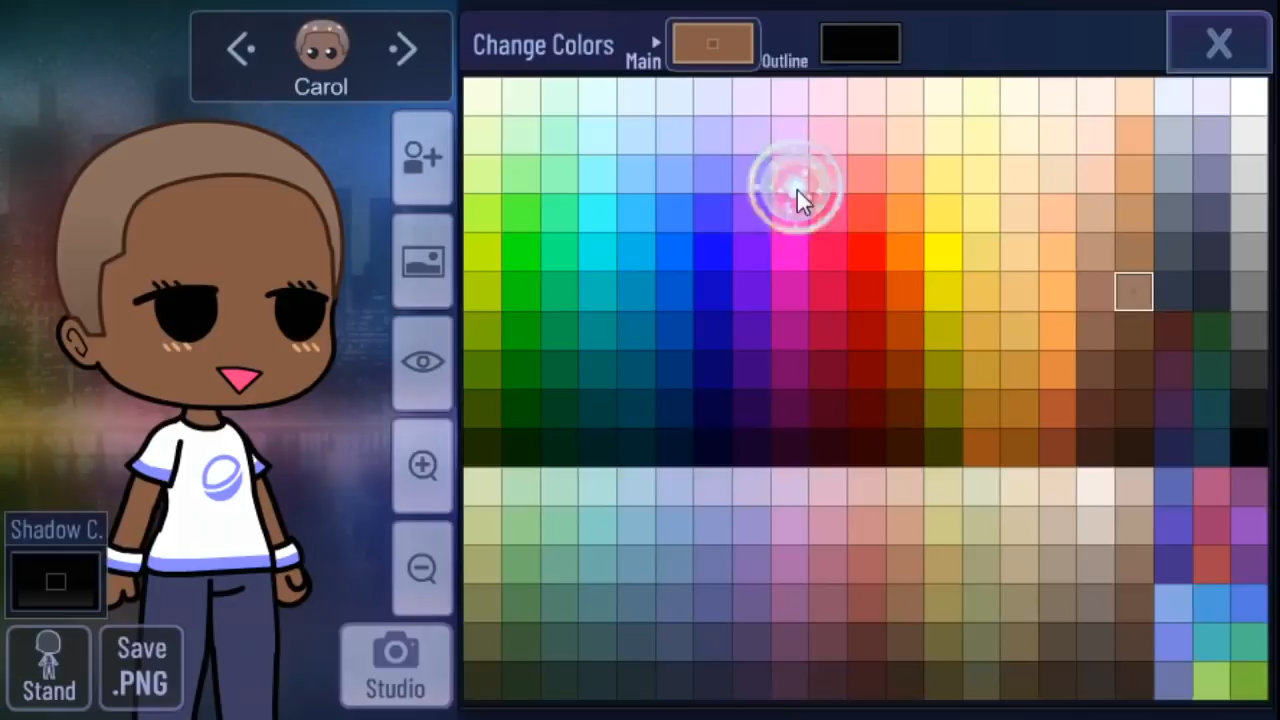 Carol
Change Colors
Main
Outline
X
Shadow C.
Stand
Save
.PNG
Studio